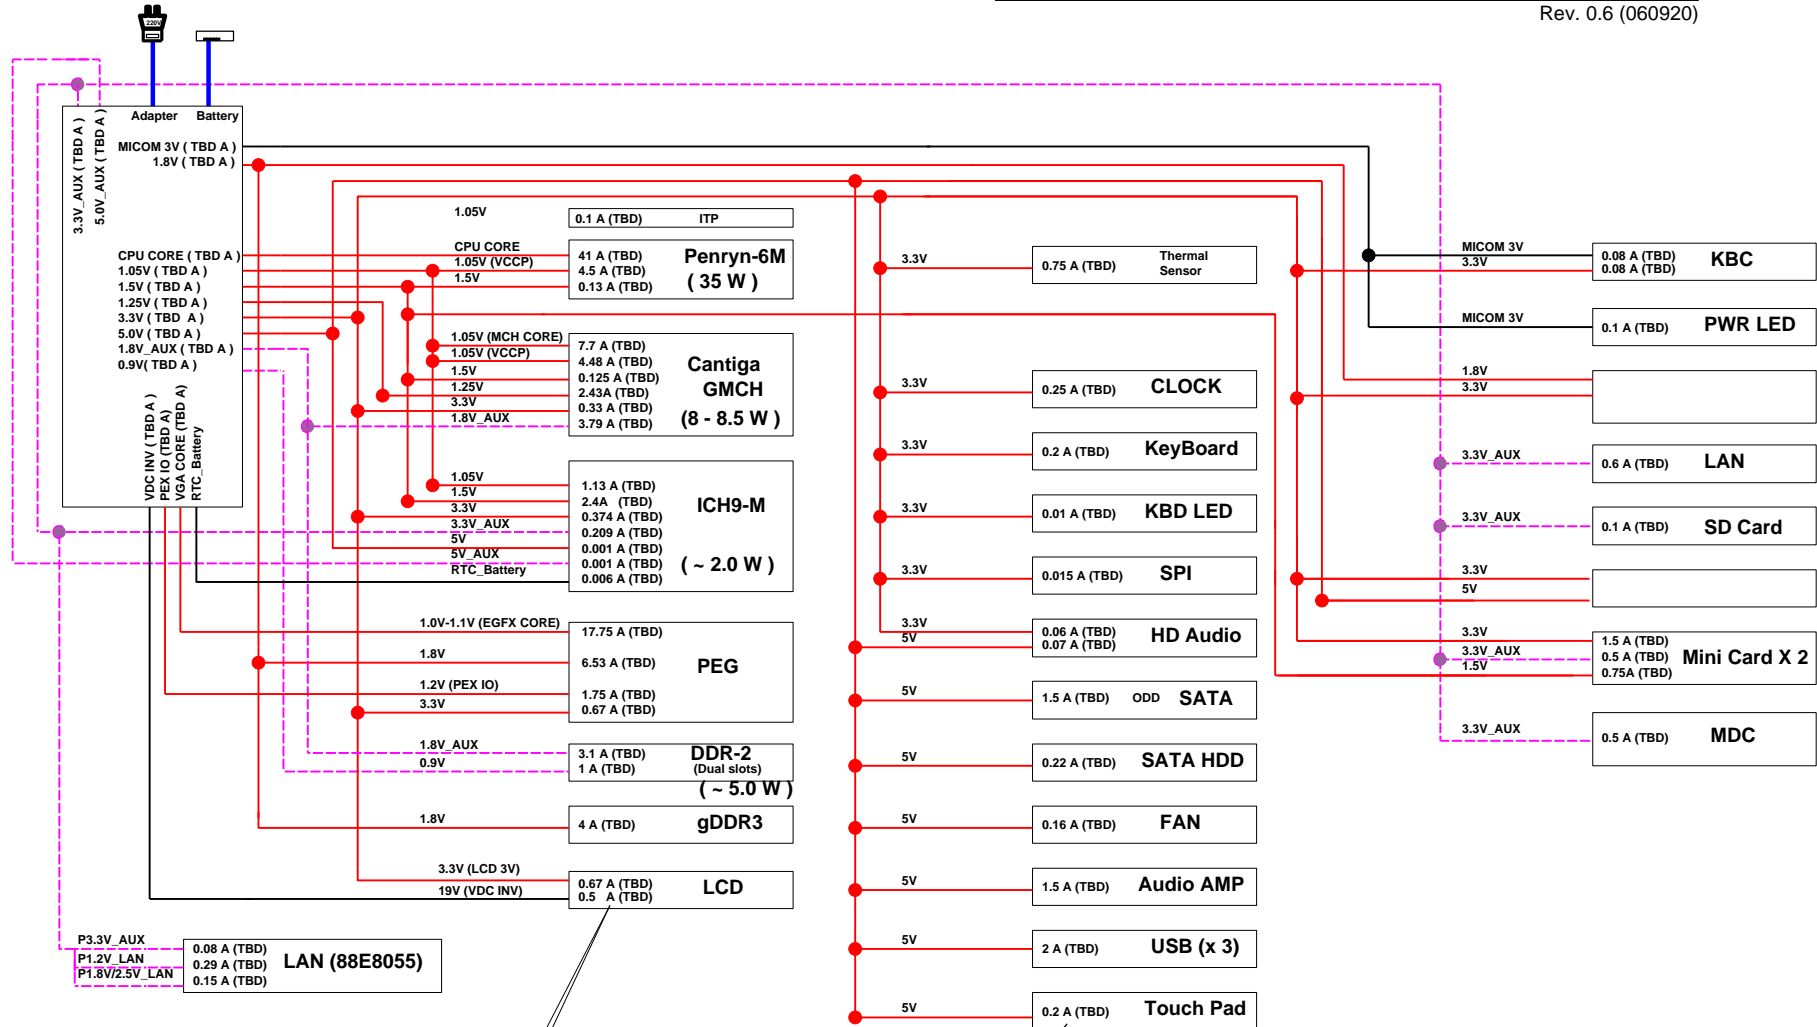 Rev. 0.6 (060920)
220V
Adapter
Battery
3.3V_AUX ( TBD A )
5.0V_AUX ( TBD A )
MICOM 3V ( TBD A )
1.8V ( TBD A )
CPU CORE ( TBD A )
1.05V ( TBD A )
1.5V ( TBD A )
1.25V ( TBD A )
3.3V ( TBD  A )
5.0V ( TBD A )
1.8V_AUX ( TBD A )
0.9V( TBD A )
VDC INV ( TBD A )
PEX IO (TBD A)
VGA CORE (TBD A)
RTC_Battery
1.05V
0.1 A (TBD)
ITP
CPU CORE
1.05V (VCCP)
1.5V
41 A (TBD)
4.5 A (TBD)
0.13 A (TBD)
Penryn-6M
( 35 W )
1.05V (MCH CORE)
1.05V (VCCP)
1.5V
1.25V
3.3V
1.8V_AUX
7.7 A (TBD)
4.48 A (TBD)
0.125 A (TBD)
2.43A (TBD)
0.33 A (TBD)
3.79 A (TBD)
Cantiga
GMCH
(8 - 8.5 W )
1.05V
1.5V
3.3V
3.3V_AUX
5V
5V_AUX
RTC_Battery
1.13 A (TBD)
2.4A   (TBD)
0.374 A (TBD)
0.209 A (TBD)
0.001 A (TBD)
0.001 A (TBD)
0.006 A (TBD)
ICH9-M
( ~ 2.0 W )
1.0V-1.1V (EGFX CORE)
1.8V
1.2V (PEX IO)
3.3V
17.75 A (TBD)
6.53 A (TBD)
1.75 A (TBD)
0.67 A (TBD)
PEG
1.8V_AUX
0.9V
3.1 A (TBD)
1 A (TBD)
DDR-2
(Dual slots)
( ~ 5.0 W )
1.8V
4 A (TBD)
gDDR3
3.3V (LCD 3V)
19V (VDC INV)
0.67 A (TBD)
0.5   A (TBD)
LCD
P3.3V_AUX
P1.2V_LAN
P1.8V/2.5V_LAN
0.08 A (TBD)
0.29 A (TBD)
0.15 A (TBD)
LAN (88E8055)
3.3V
0.75 A (TBD)
Thermal
Sensor
3.3V
0.25 A (TBD)
CLOCK
3.3V
0.2 A (TBD)
KeyBoard
3.3V
0.01 A (TBD)
KBD LED
3.3V
0.015 A (TBD)
SPI
3.3V
5V
0.06 A (TBD)
0.07 A (TBD)
HD Audio
5V
1.5 A (TBD)
ODD
SATA
5V
0.22 A (TBD)
SATA HDD
5V
0.16 A (TBD)
FAN
5V
1.5 A (TBD)
Audio AMP
5V
2 A (TBD)
USB (x 3)
5V
0.2 A (TBD)
Touch Pad
MICOM 3V
3.3V
0.08 A (TBD)
0.08 A (TBD)
KBC
MICOM 3V
0.1 A (TBD)
PWR LED
1.8V
3.3V
3.3V_AUX
0.6 A (TBD)
LAN
3.3V_AUX
0.1 A (TBD)
SD Card
3.3V
5V
3.3V
3.3V_AUX
1.5V
1.5 A (TBD)
0.5 A (TBD)
0.75A (TBD)
Mini Card X 2
3.3V_AUX
0.5 A (TBD)
MDC